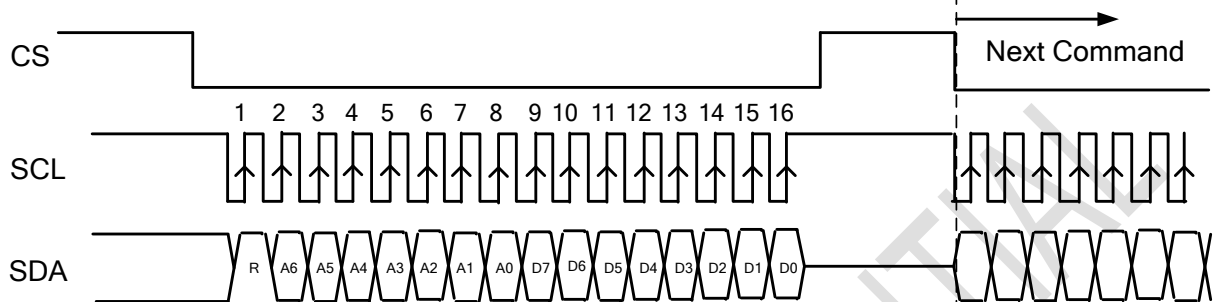 CS
Next Command
1 2 3 4 5 6 7 8 9 10 11 12 13 14 15 16
SCL
SDA
R A6 A5 A4 A3 A2 A1 A0 D7 D6 D5 D4 D3 D2 D1 D0